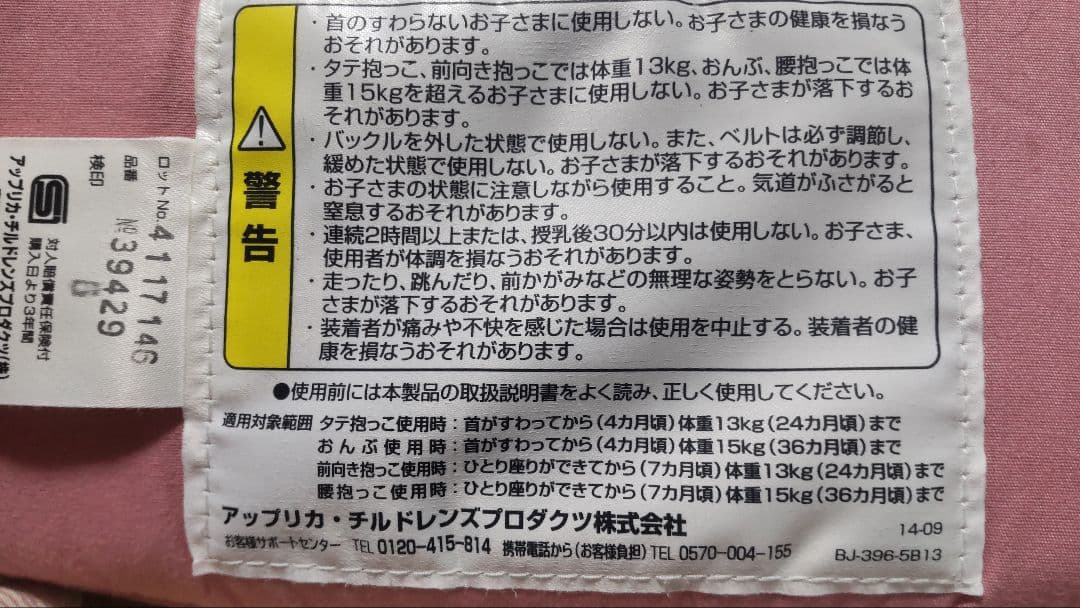 ・首のすわらないお子さまに使用しない。お子さまの健康を損なう
おそれがあります。
・タテ抱っこ、前向き抱っこでは体重13kg、おんぶ、腰抱っこでは体
重15kgを超えるお子さまに使用しない。お子さまが落下するお
それがあります。
・バックルを外した状態で使用しない。また、ベルトは必ず調節し、
緩めた状態で使用しない。お子さまが落下するおそれがあります。
・お子さまの状態に注意しながら使用すること。気道がふさがると
窒息するおそれがあります。
・連続2時間以上または、授乳後30分以内は使用しない。お子さま、
使用者が体調を損なうおそれがあります。
・走ったり、跳んだり、前かがみなどの無理な姿勢をとらない。お子
さまが落下するおそれがあります。
・装着者が痛みや不快を感じた場合は使用を中止する。装着者の健
康を損なうおそれがあります。
警告
●使用前には本製品の取扱説明書をよく読み、正しく使用してください。
適用対象範囲 タテ抱っこ使用時：首がすわってから(4カ月頃)体重13kg(24カ月頃)まで
おんぶ使用時：首がすわってから(4カ月頃)体重15kg(36カ月頃)まで
前向き抱っこ使用時：ひとり座りができてから(7カ月頃)体重13kg(24カ月頃)まで
腰抱っこ使用時：ひとり座りができてから(7カ月頃)体重15kg(36カ月頃)まで
アップリカ・チルドレンズプロダクツ株式会社
14-09
お客様サポートセンター TEL 0120-415-814 携帯電話から(お客様負担) TEL 0570-004-155
BJ-396-5B13
ロットNo. 4117146
品番 No.39429
検印
SG
対人賠償責任保険付
購入日より3年間
アップリカ・チルドレンズプロダクツ(株)